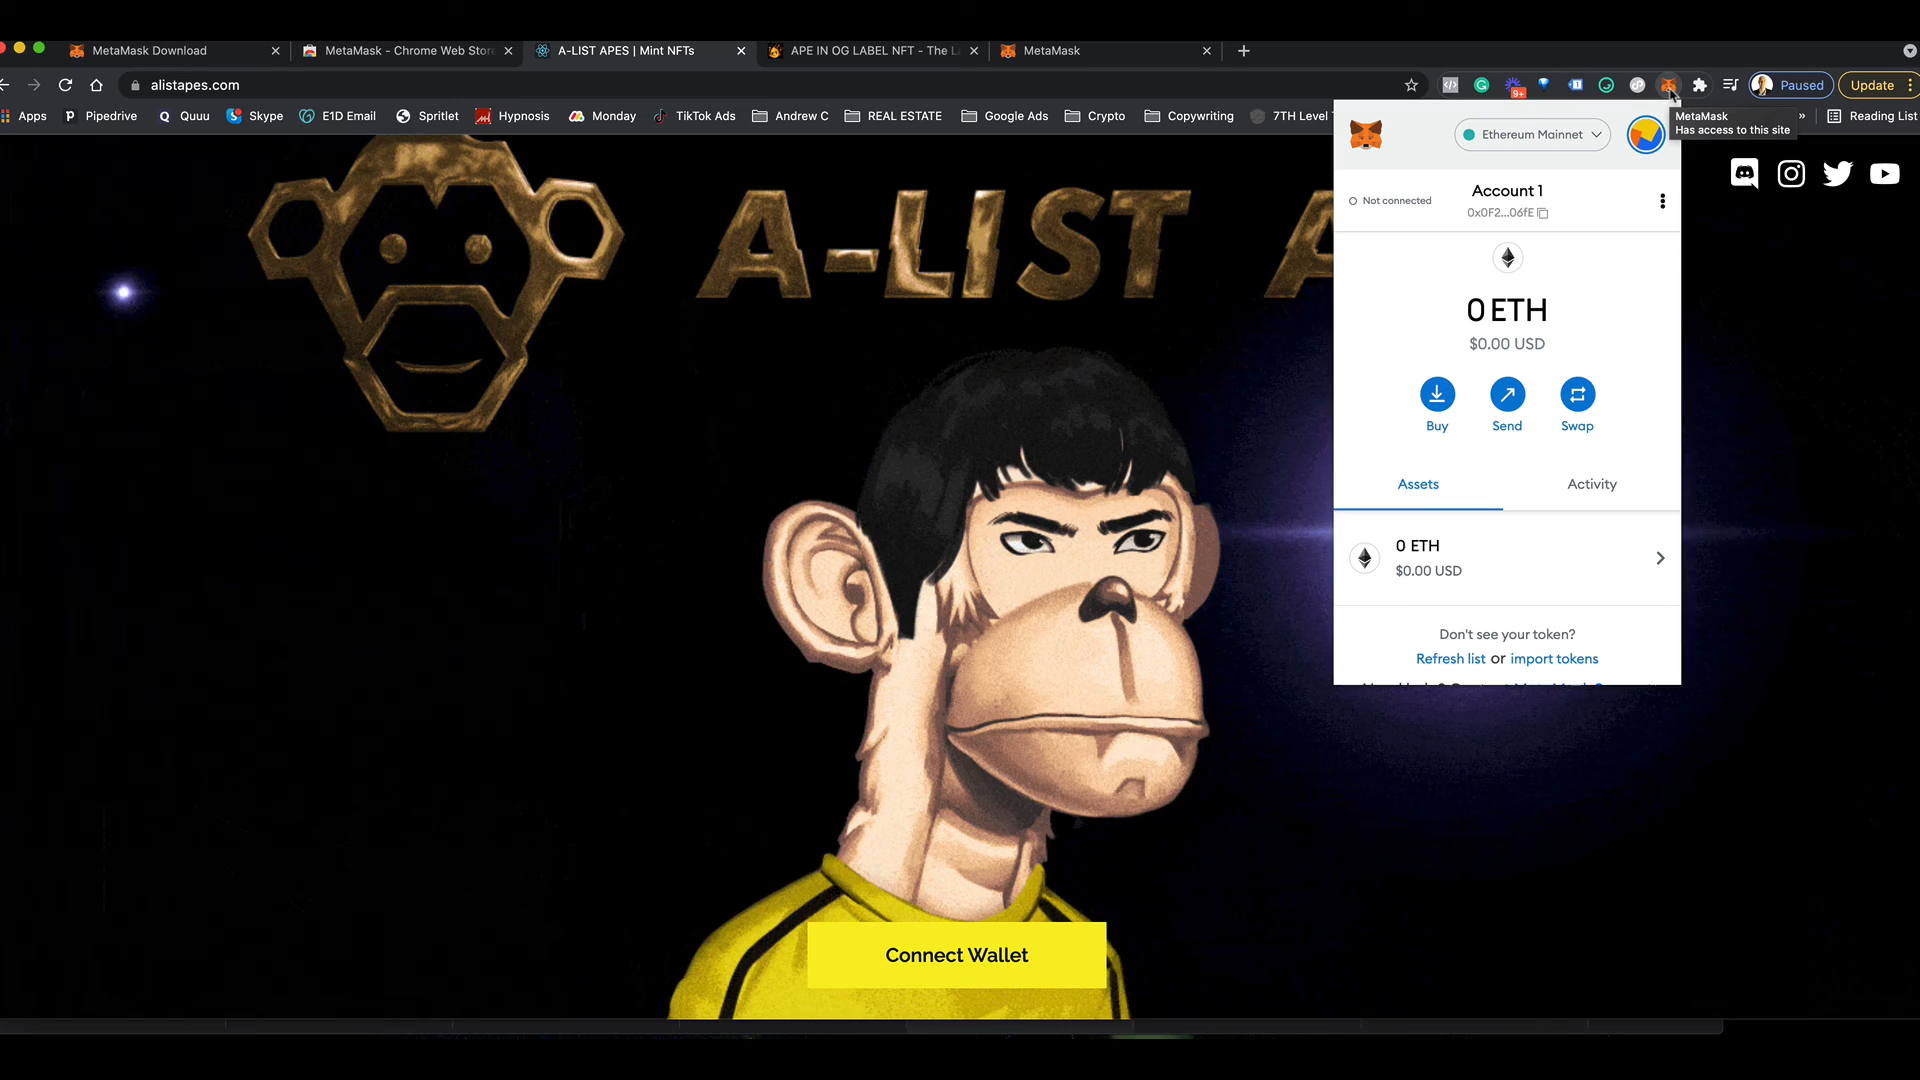 MetaMask Download
MetaMask - Chrome Web Stor
A-LIST APES | Mint NFTs
APE IN OG LABEL NFT - The L
MetaMask
alistapes.com
9+
Paused
Update
Apps
Pipedrive
Quuu
Skype
E1D Email
Spritlet
Hypnosis
Monday
TikTok Ads
Andrew C
REAL ESTATE
Google Ads
Crypto
Copywriting
7TH Level
»
Reading List
MetaMask
Has access to this site
Ethereum Mainnet
Not connected
Account 1
0x0F2...06fE
A-LIST A
0 ETH
$0.00 USD
Buy
Send
Swap
Assets
Activity
0 ETH
$0.00 USD
Don't see your token?
Refresh list or import tokens
Connect Wallet